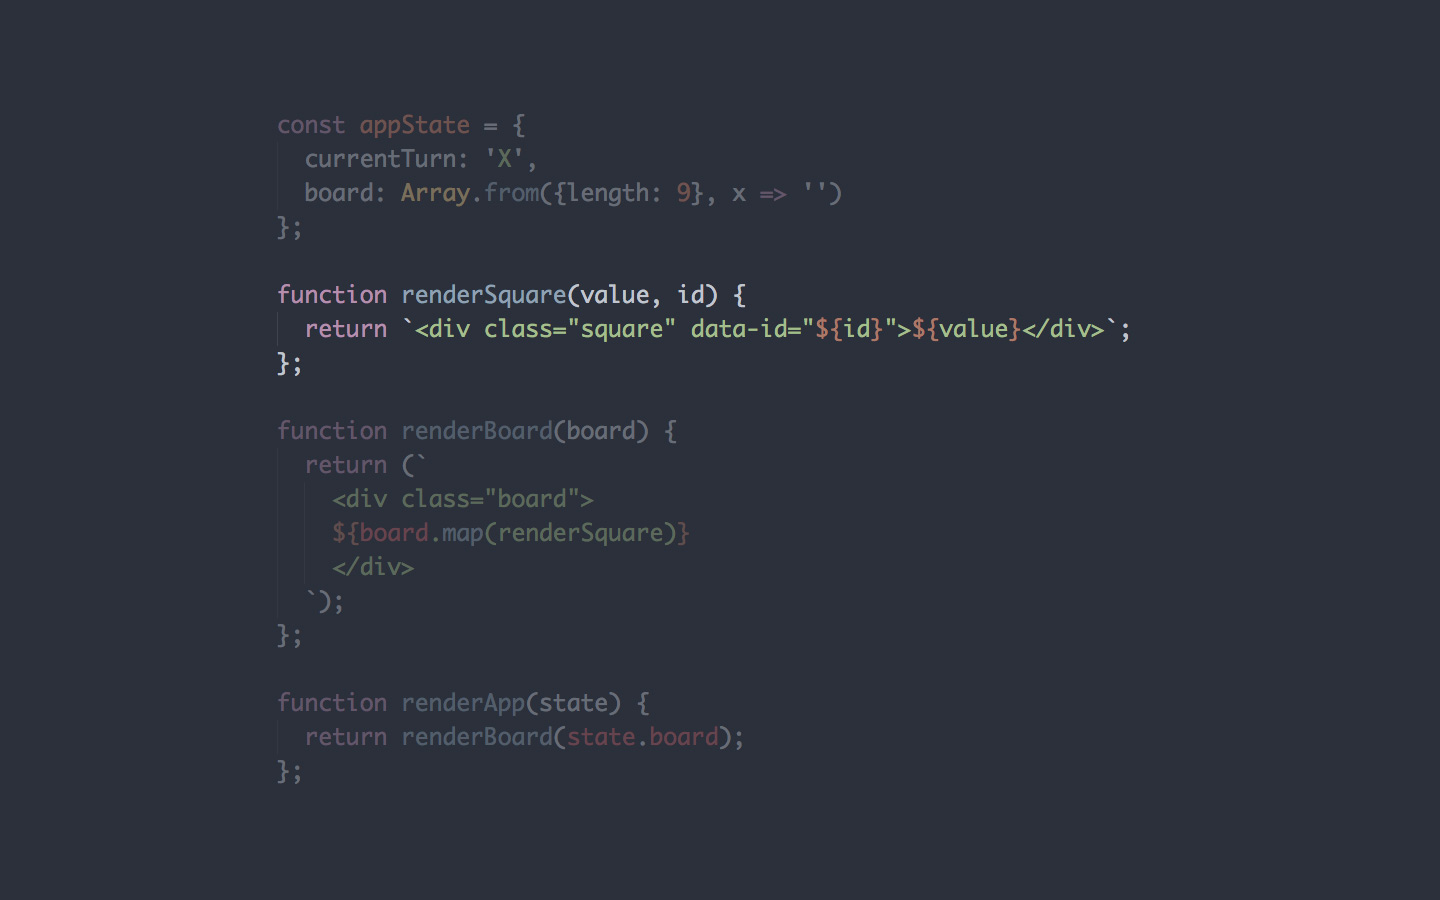 const appState = {
  currentTurn: 'X',
  board: Array.from({length: 9}, x => '')
};
function renderSquare(value, id) {
  return `<div class="square" data-id="${id}">${value}</div>`;
};
function renderBoard(board) {
  return (`
    <div class="board">
    ${board.map(renderSquare)}
    </div>
  `);
};
function renderApp(state) {
  return renderBoard(state.board);
};